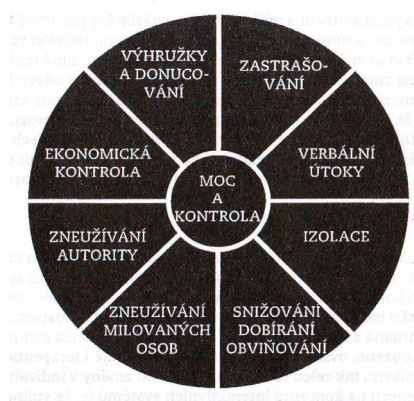 VÝHRUŽKY
A DONUCO-
VÁNÍ
ZASTRAŠO-
VÁNÍ
VERBÁLNÍ
ÚTOKY
IZOLACE
SNIŽOVÁNÍ
DOBÍRÁNÍ
OBVIŇOVÁNÍ
ZNEUŽÍVÁNÍ
MILOVANÝCH
OSOB
ZNEUŽÍVÁNÍ
AUTORITY
EKONOMICKÁ
KONTROLA
MOC
A
KONTROLA